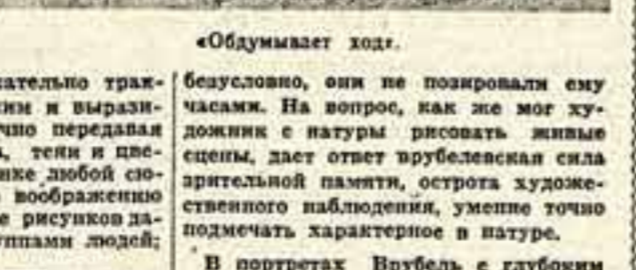 «Обдумывает ход».
ательно трак-
ким и вырази-
чно передавая
, тени и цве-
нке любой сю-
воображению
е рисунков да-
уппами людей;
безусловно, они не позировали ему
часами. На вопрос, как же мог ху-
дожник с натуры рисовать живые
сцены, дает ответ врубелевская сила
зрительной памяти, острота художе-
ственного наблюдения, умение точно
подмечать характерное в натуре.
В портретах Врубель с глубоким